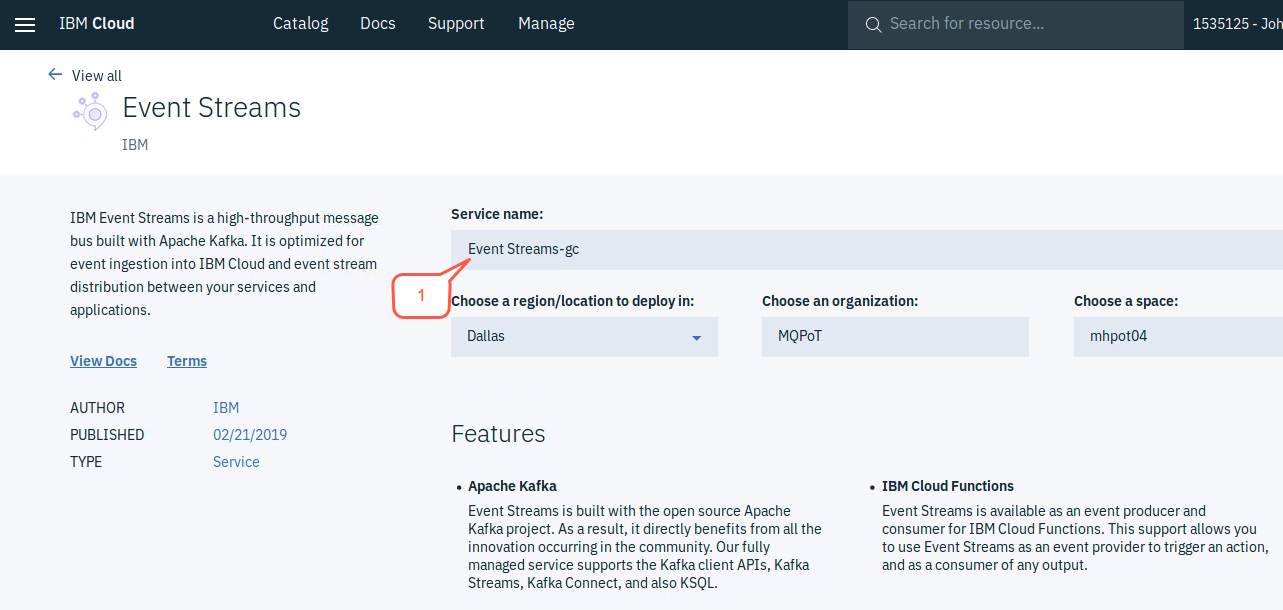 IBM Cloud
Catalog
Docs
Support
Manage
Search for resource...
1535125 - Joh
View all
Event Streams
IBM
IBM Event Streams is a high-throughput message
bus built with Apache Kafka. It is optimized for
event ingestion into IBM Cloud and event stream
distribution between your services and
applications.
View Docs
Terms
AUTHOR IBM
PUBLISHED 02/21/2019
TYPE Service
Service name:
Event Streams-gc
1
Choose a region/location to deploy in:
Dallas
Choose an organization:
MQPoT
Choose a space:
mhpot04
Features
• Apache Kafka
Event Streams is built with the open source Apache
Kafka project. As a result, it directly benefits from all the
innovation occurring in the community. Our fully
managed service supports the Kafka client APIs, Kafka
Streams, Kafka Connect, and also KSQL.
• IBM Cloud Functions
Event Streams is available as an event producer and
consumer for IBM Cloud Functions. This support allows you
to use Event Streams as an event provider to trigger an action,
and as a consumer of any output.